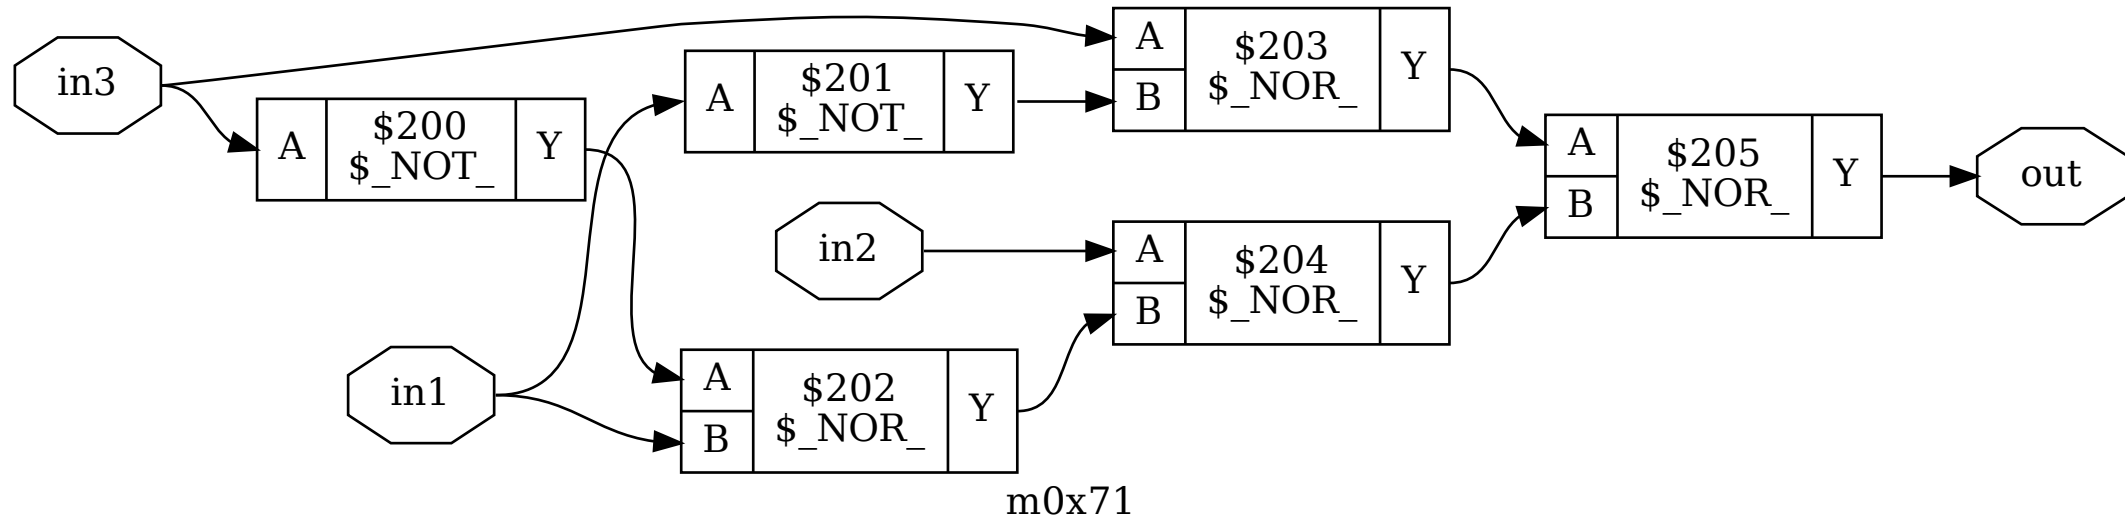 in3
A
$200
$_NOT_
Y
A
$201
$_NOT_
Y
A
B
$203
$_NOR_
Y
in2
A
B
$204
$_NOR_
Y
in1
A
B
$202
$_NOR_
Y
A
B
$205
$_NOR_
Y
out
m0x71